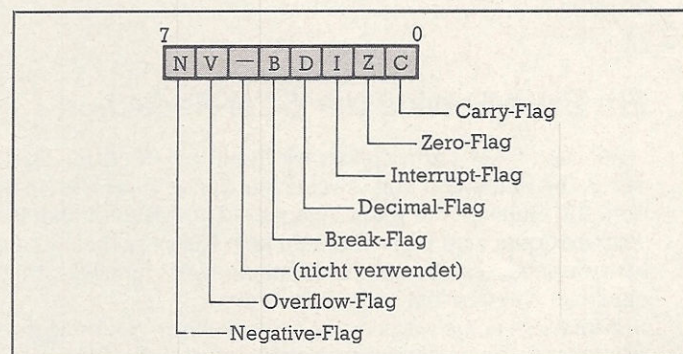 7 0
N V — B D I Z C
Carry-Flag
Zero-Flag
Interrupt-Flag
Decimal-Flag
Break-Flag
(nicht verwendet)
Overflow-Flag
Negative-Flag